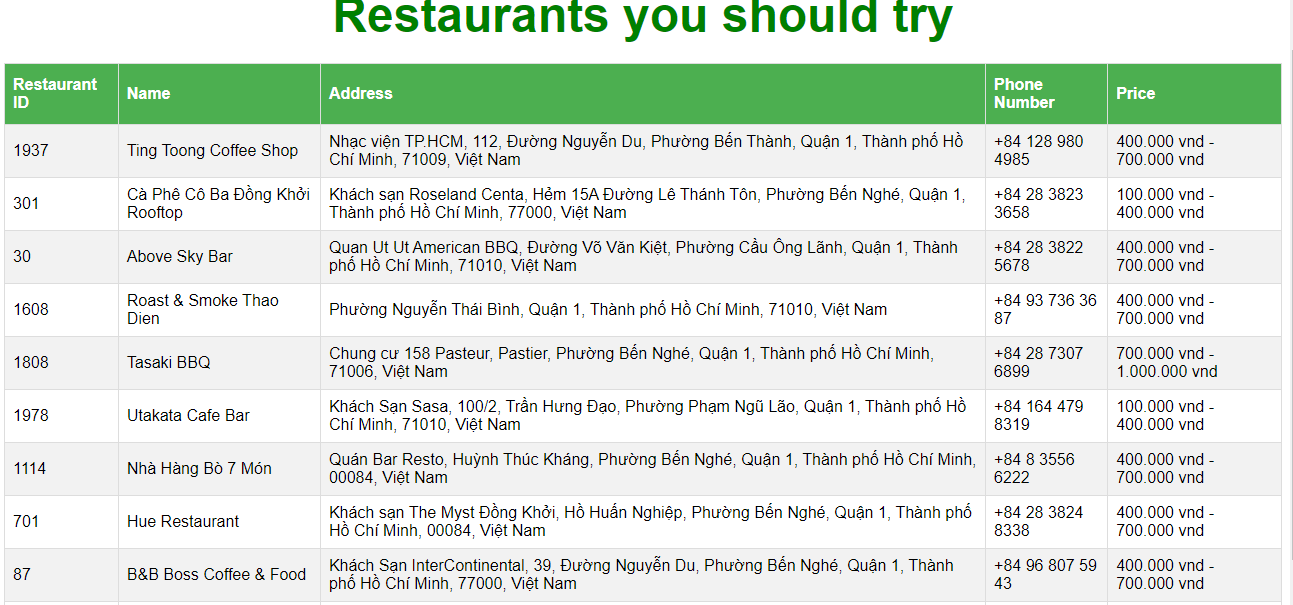 Restaurants you should try
Restaurant
ID
Name
Address
Phone
Number
Price
1937
Ting Toong Coffee Shop
Nhạc viện TP.HCM, 112, Đường Nguyễn Du, Phường Bến Thành, Quận 1, Thành phố Hồ
Chí Minh, 71009, Việt Nam
+84 128 980
4985
400.000 vnd -
700.000 vnd
301
Cà Phê Cô Ba Đồng Khởi
Rooftop
Khách sạn Roseland Centa, Hẻm 15A Đường Lê Thánh Tôn, Phường Bến Nghé, Quận 1,
Thành phố Hồ Chí Minh, 77000, Việt Nam
+84 28 3823
3658
100.000 vnd -
400.000 vnd
30
Above Sky Bar
Quan Ut Ut American BBQ, Đường Võ Văn Kiệt, Phường Cầu Ông Lãnh, Quận 1, Thành
phố Hồ Chí Minh, 71010, Việt Nam
+84 28 3822
5678
400.000 vnd -
700.000 vnd
1608
Roast & Smoke Thao
Dien
Phường Nguyễn Thái Bình, Quận 1, Thành phố Hồ Chí Minh, 71010, Việt Nam
+84 93 736 36
87
400.000 vnd -
700.000 vnd
1808
Tasaki BBQ
Chung cư 158 Pasteur, Pastier, Phường Bến Nghé, Quận 1, Thành phố Hồ Chí Minh,
71006, Việt Nam
+84 28 7307
6899
700.000 vnd -
1.000.000 vnd
1978
Utakata Cafe Bar
Khách Sạn Sasa, 100/2, Trần Hưng Đạo, Phường Phạm Ngũ Lão, Quận 1, Thành phố Hồ
Chí Minh, 71010, Việt Nam
+84 164 479
8319
100.000 vnd -
400.000 vnd
1114
Nhà Hàng Bò 7 Món
Quán Bar Resto, Huỳnh Thúc Kháng, Phường Bến Nghé, Quận 1, Thành phố Hồ Chí Minh,
00084, Việt Nam
+84 8 3556
6222
400.000 vnd -
700.000 vnd
701
Hue Restaurant
Khách sạn The Myst Đồng Khởi, Hồ Huấn Nghiệp, Phường Bến Nghé, Quận 1, Thành phố
Hồ Chí Minh, 00084, Việt Nam
+84 28 3824
8338
400.000 vnd -
700.000 vnd
87
B&B Boss Coffee & Food
Khách Sạn InterContinental, 39, Đường Nguyễn Du, Phường Bến Nghé, Quận 1, Thành
phố Hồ Chí Minh, 77000, Việt Nam
+84 96 807 59
43
400.000 vnd -
700.000 vnd